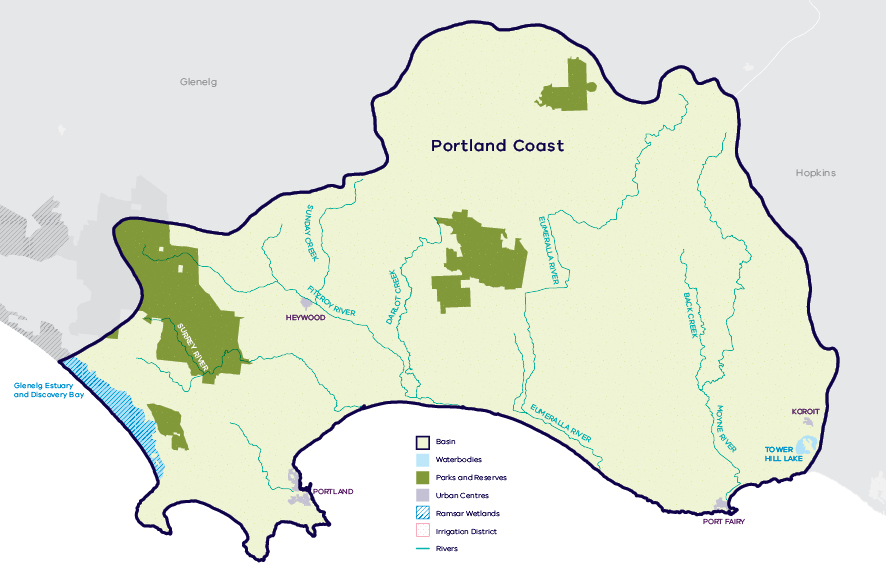 Glenelg
Portland Coast
Hopkins
SUNDAY CREEK
EUMERALLA RIVER
DARLOT CREEK
FITZROY RIVER
HEYWOOD
BACK CREEK
SURREY RIVER
Glenelg Estuary
and Discovery Bay
EUMERALLA RIVER
MOYNE RIVER
KOROIT
TOWER
HILL LAKE
PORTLAND
PORT FAIRY
Basin
Waterbodies
Parks and Reserves
Urban Centres
Ramsar Wetlands
Irrigation District
Rivers